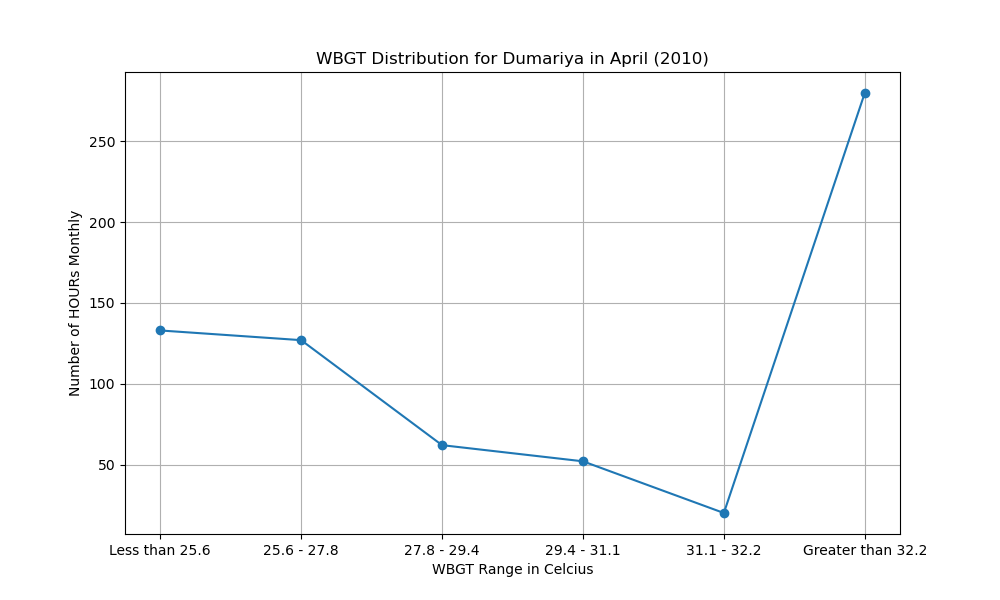 WBGT Distribution for Dumariya in April (2010)
Number of HOURs Monthly
250
200
150
100
50
Less than 25.6
25.6 - 27.8
27.8 - 29.4
29.4 - 31.1
31.1 - 32.2
Greater than 32.2
WBGT Range in Celcius